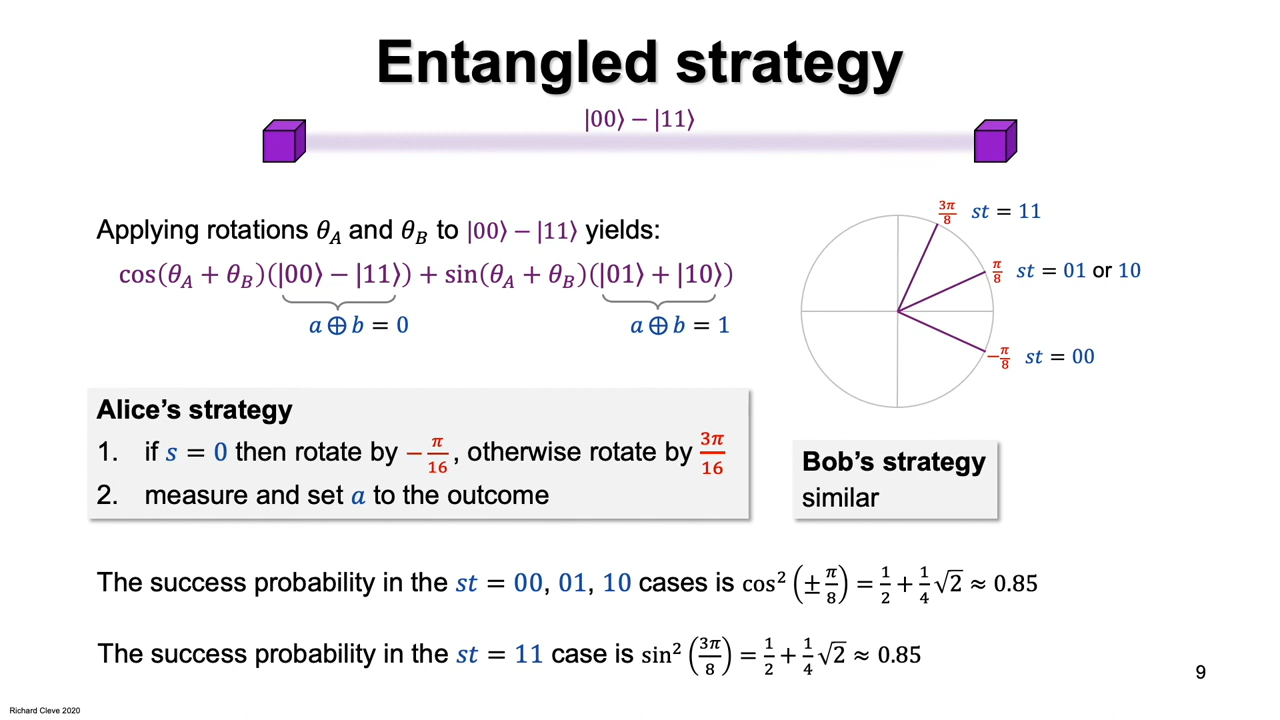 Entangled strategy
|00⟩ − |11⟩
Applying rotations θ_A and θ_B to |00⟩ − |11⟩ yields:
cos(θ_A + θ_B)(|00⟩ − |11⟩) + sin(θ_A + θ_B)(|01⟩ + |10⟩)
a ⊕ b = 0
a ⊕ b = 1
3π/8 st = 11
π/8 st = 01 or 10
−π/8 st = 00
Alice’s strategy
1. if s = 0 then rotate by −π/16, otherwise rotate by 3π/16
2. measure and set a to the outcome
Bob’s strategy
similar
The success probability in the st = 00, 01, 10 cases is cos²(±π/8) = 1/2 + 1/4 √2 ≈ 0.85
The success probability in the st = 11 case is sin²(3π/8) = 1/2 + 1/4 √2 ≈ 0.85
9
Richard Cleve 2020